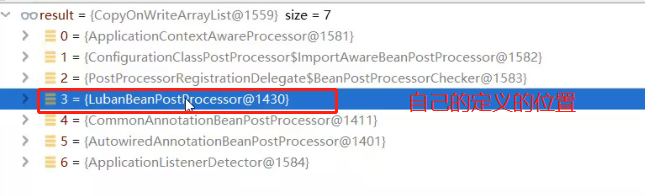 result = {CopyOnWriteArrayList@1559} size = 7
0 = {ApplicationContextAwareProcessor@1581}
1 = {ConfigurationClassPostProcessor$ImportAwareBeanPostProcessor@1582}
2 = {PostProcessorRegistrationDelegate$BeanPostProcessorChecker@1583}
3 = {LubanBeanPostProcessor@1430} 自己的定义的位置
4 = {CommonAnnotationBeanPostProcessor@1411}
5 = {AutowiredAnnotationBeanPostProcessor@1401}
6 = {ApplicationListenerDetector@1584}